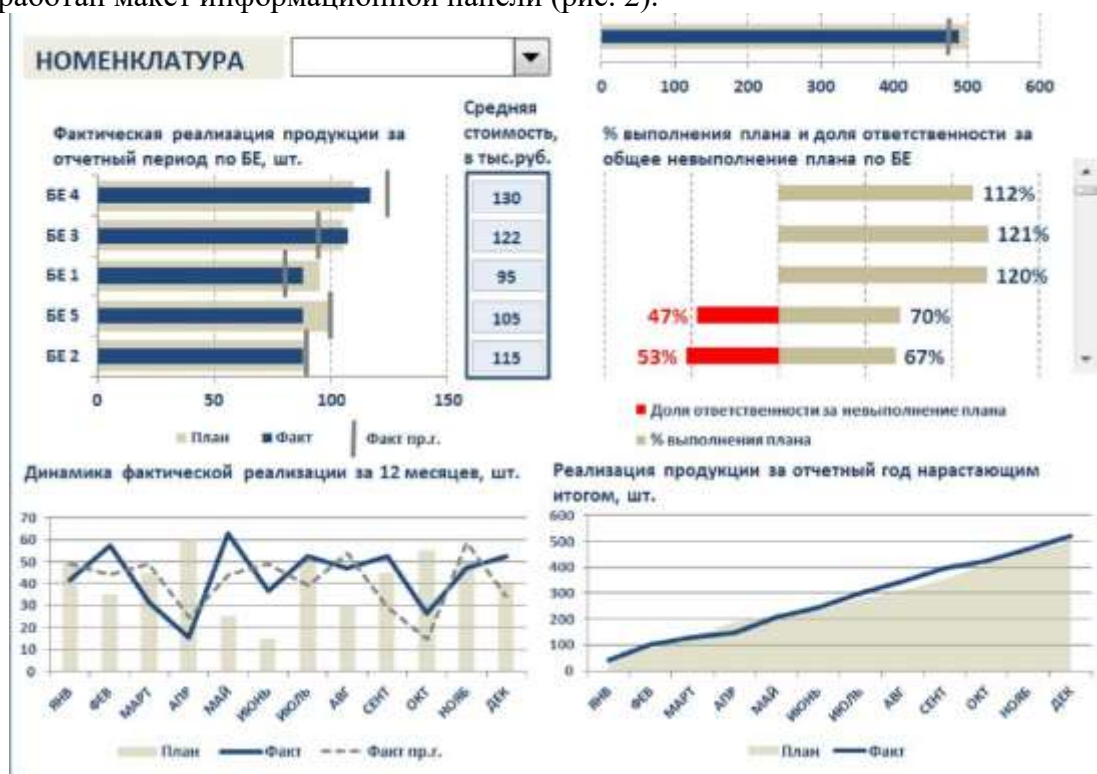 работан макет информационной панели (рис. 2).
НОМЕНКЛАТУРА
0 100 200 300 400 500 600
Фактическая реализация продукции за
отчетный период по БЕ, шт.
Средняя
стоимость,
в тыс.руб.
БЕ 4
БЕ 3
БЕ 1
БЕ 5
БЕ 2
130
122
95
105
115
0 50 100 150
План Факт Факт пр.г.
% выполнения плана и доля ответственности за
общее невыполнение плана по БЕ
112%
121%
120%
47% 70%
53% 67%
Доля ответственности за невыполнение плана
% выполнения плана
Динамика фактической реализации за 12 месяцев, шт.
70
60
50
40
30
20
10
0
ЯНВ ФЕВ МАРТ АПР МАЙ ИЮНЬ ИЮЛЬ АВГ СЕНТ ОКТ НОЯБ ДЕК
План Факт Факт пр.г.
Реализация продукции за отчетный год нарастающим
итогом, шт.
600
500
400
300
200
100
0
ЯНВ ФЕВ МАРТ АПР МАЙ ИЮНЬ ИЮЛЬ АВГ СЕНТ ОКТ НОЯБ ДЕК
План Факт